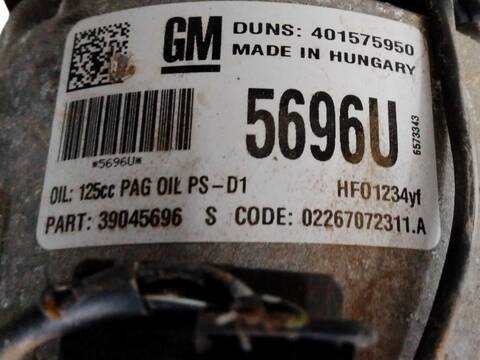 GM
DUNS: 401575950
MADE IN HUNGARY
*5696U*
5696U
6573343
OIL: 125cc PAG OIL PS-D1
HFO1234yf
PART: 39045696 S CODE: 02267072311.A